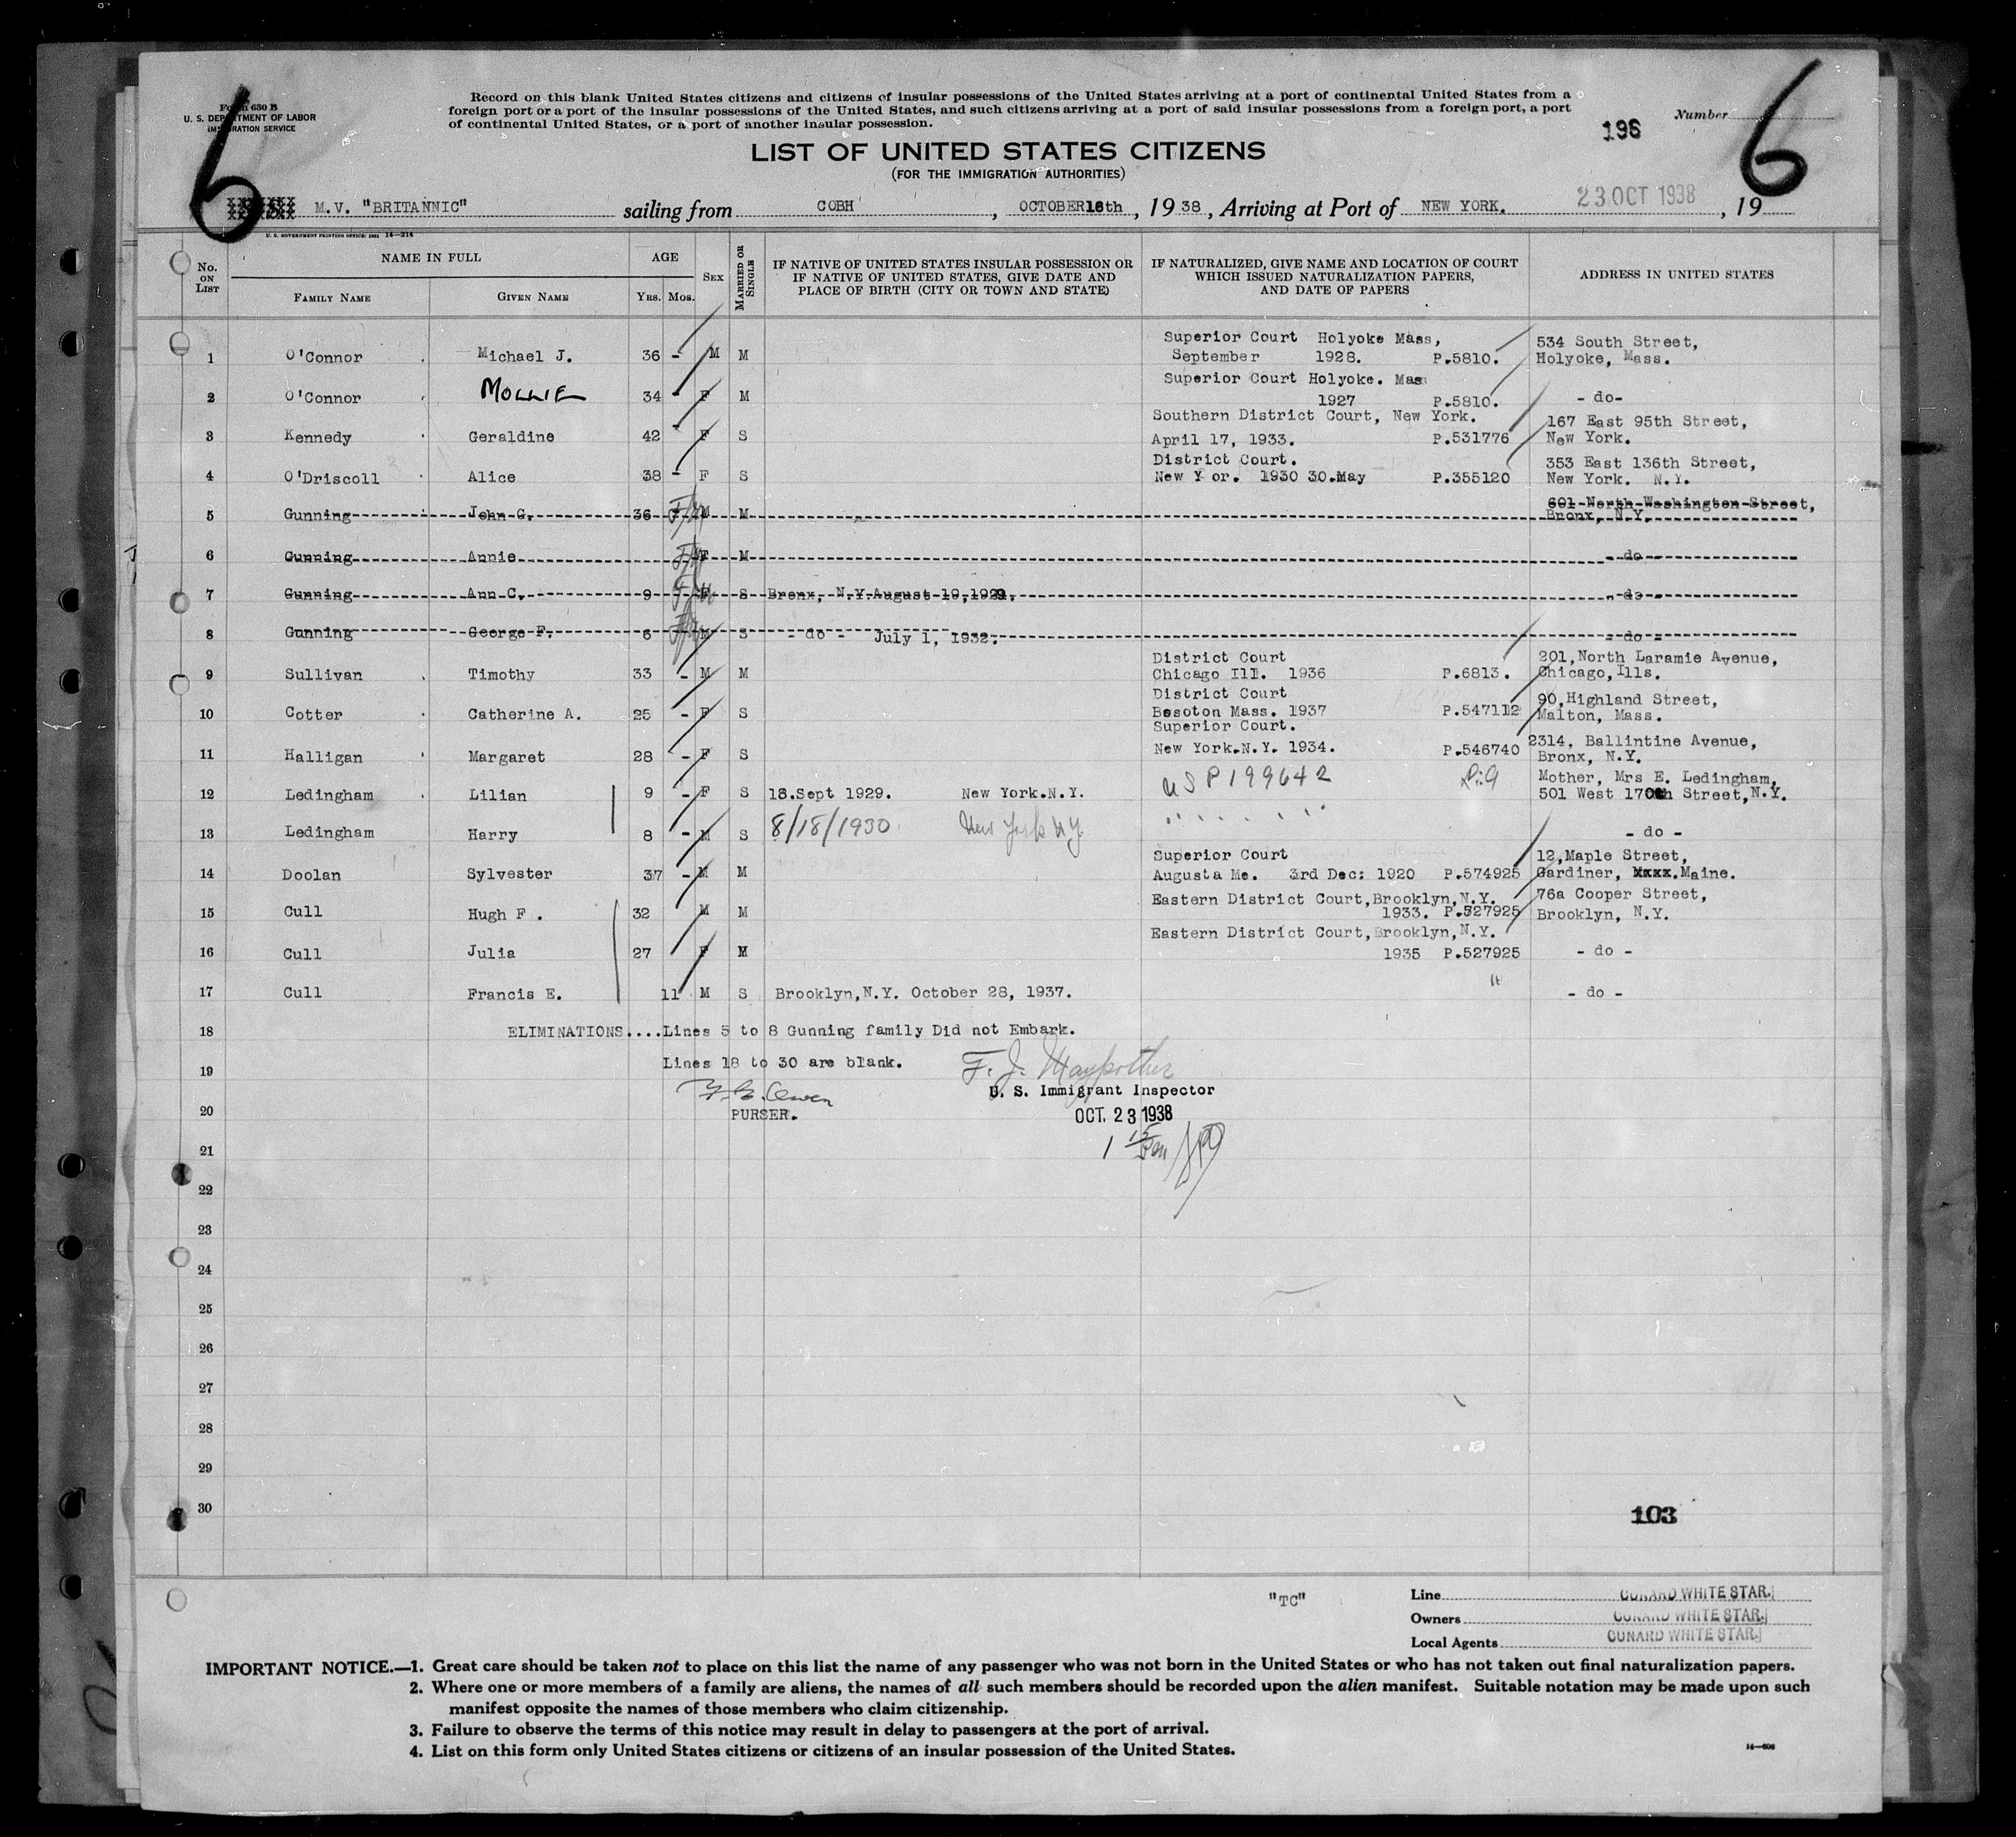 Form 630 B
U. S. DEPARTMENT OF LABOR
IMMIGRATION SERVICE
Record on this blank United States citizens and citizens of insular possessions of the United States arriving at a port of continental United States from a
foreign port or a port of the insular possessions of the United States, and such citizens arriving at a port of said insular possessions from a foreign port, a port
of continental United States, or a port of another insular possession.
6
6
Number
196
LIST OF UNITED STATES CITIZENS
(FOR THE IMMIGRATION AUTHORITIES)
M.V. "BRITANNIC" sailing from COBH, OCTOBER 16th, 19 38, Arriving at Port of NEW YORK. 23 OCT 1938, 19
U. S. GOVERNMENT PRINTING OFFICE: 1931 14—214
No. ON LIST
NAME IN FULL
FAMILY NAME GIVEN NAME
AGE
YRS. MOS.
SEX
MARRIED OR SINGLE
IF NATIVE OF UNITED STATES INSULAR POSSESSION OR
IF NATIVE OF UNITED STATES, GIVE DATE AND
PLACE OF BIRTH (CITY OR TOWN AND STATE)
IF NATURALIZED, GIVE NAME AND LOCATION OF COURT
WHICH ISSUED NATURALIZATION PAPERS,
AND DATE OF PAPERS
ADDRESS IN UNITED STATES
Superior Court Holyoke Mass, 534 South Street,
1 O'Connor Michael J. 36 - M M September 1928. P.5810. Holyoke, Mass.
Superior Court Holyoke. Mass
2 O'Connor MOLLIE 34 - F M 1927 P.5810. - do-
Southern District Court, New York. 167 East 95th Street,
3 Kennedy Geraldine 42 - F S April 17, 1933. P.531776 New York.
District Court. 353 East 136th Street,
4 O'Driscoll Alice 38 - F S New Y or. 1930 30.May P.355120 New York. N.Y.
601 North Washington Street,
5 Gunning John G. 36 M M Bronx, N.Y.
6 Gunning Annie F M - do -
7 Gunning Ann C. 9 F S Bronx, N.Y. August 19, 1929. - do -
8 Gunning George F. 6 M S - do - July 1, 1932. - do -
District Court 201, North Laramie Avenue,
9 Sullivan Timothy 33 - M M Chicago Ill. 1936 P.6813. Chicago, Ills.
District Court 90, Highland Street,
10 Cotter Catherine A. 25 - F S Bosoton Mass. 1937 P.547112 Malton, Mass.
Superior Court. 2314, Ballintine Avenue,
11 Halligan Margaret 28 - F S New York.N.Y. 1934. P.546740 Bronx, N.Y.
USP199642 Mother, Mrs E. Ledingham,
12 Ledingham Lilian 9 - F S 18.Sept 1929. New York.N.Y. 501 West 170th Street, N.Y.
13 Ledingham Harry 8 - M S 8/18/1930 New York NY. - do -
Superior Court 12, Maple Street,
14 Doolan Sylvester 37 - M M Augusta Me. 3rd Dec: 1920 P.574925 Gardiner, xxxx. Maine.
Eastern District Court, Brooklyn, N.Y. 76a Cooper Street,
15 Cull Hugh F . 32 M M 1933. P.527925 Brooklyn, N.Y.
Eastern District Court, Brooklyn, N.Y.
16 Cull Julia 27 F M 1935 P.527925 - do -
17 Cull Francis E. 11 M S Brooklyn, N.Y. October 28, 1937. - do -
18 ELIMINATIONS....Lines 5 to 8 Gunning family Did not Embark.
19 Lines 18 to 30 are blank.
U. S. Immigrant Inspector
20 PURSER. OCT. 23 1938
21
22
23
24
25
26
27
28
29
30
103
"TC"
Line CUNARD WHITE STAR.
Owners CUNARD WHITE STAR.
Local Agents CUNARD WHITE STAR.
IMPORTANT NOTICE.—1. Great care should be taken not to place on this list the name of any passenger who was not born in the United States or who has not taken out final naturalization papers.
2. Where one or more members of a family are aliens, the names of all such members should be recorded upon the alien manifest. Suitable notation may be made upon such
manifest opposite the names of those members who claim citizenship.
3. Failure to observe the terms of this notice may result in delay to passengers at the port of arrival.
4. List on this form only United States citizens or citizens of an insular possession of the United States.